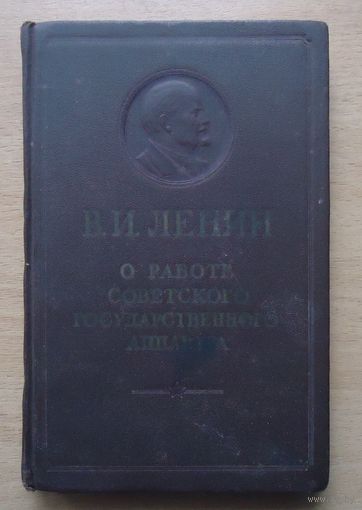 В.И. ЛЕНИН
О РАБОТЕ
СОВЕТСКОГО
ГОСУДАРСТВЕННОГО
АППАРАТА